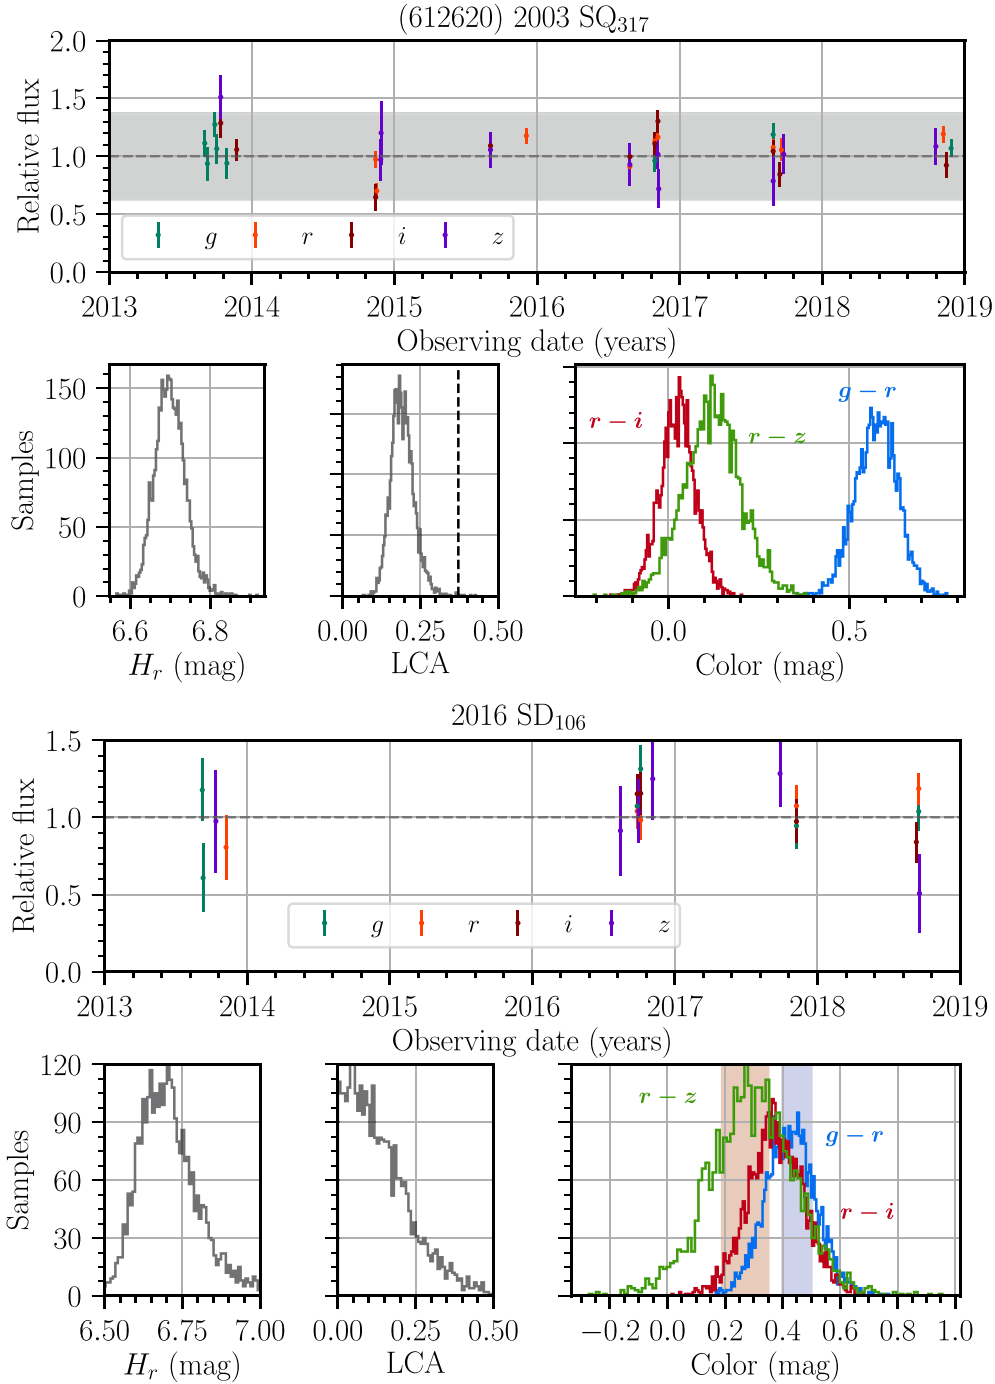 (612620) 2003 SQ317
2.0
1.5
1.0
0.5
0.0
Relative flux
g r i z
2013 2014 2015 2016 2017 2018 2019
Observing date (years)
150
100
50
0
Samples
6.6 6.8
H_r (mag)
0.00 0.25 0.50
LCA
r − i
r − z
g − r
0.0 0.5
Color (mag)
2016 SD106
1.5
1.0
0.5
0.0
Relative flux
g r i z
2013 2014 2015 2016 2017 2018 2019
Observing date (years)
120
90
60
30
0
Samples
6.50 6.75 7.00
H_r (mag)
0.00 0.25 0.50
LCA
r − z
g − r
r − i
−0.2 0.0 0.2 0.4 0.6 0.8 1.0
Color (mag)